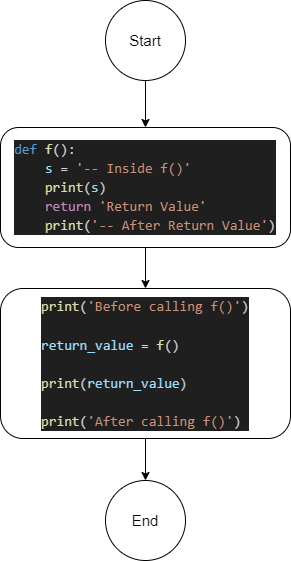 Start
def f():
    s = '-- Inside f()'
    print(s)
    return 'Return Value'
    print('-- After Return Value')
print('Before calling f()')
return_value = f()
print(return_value)
print('After calling f()')
End